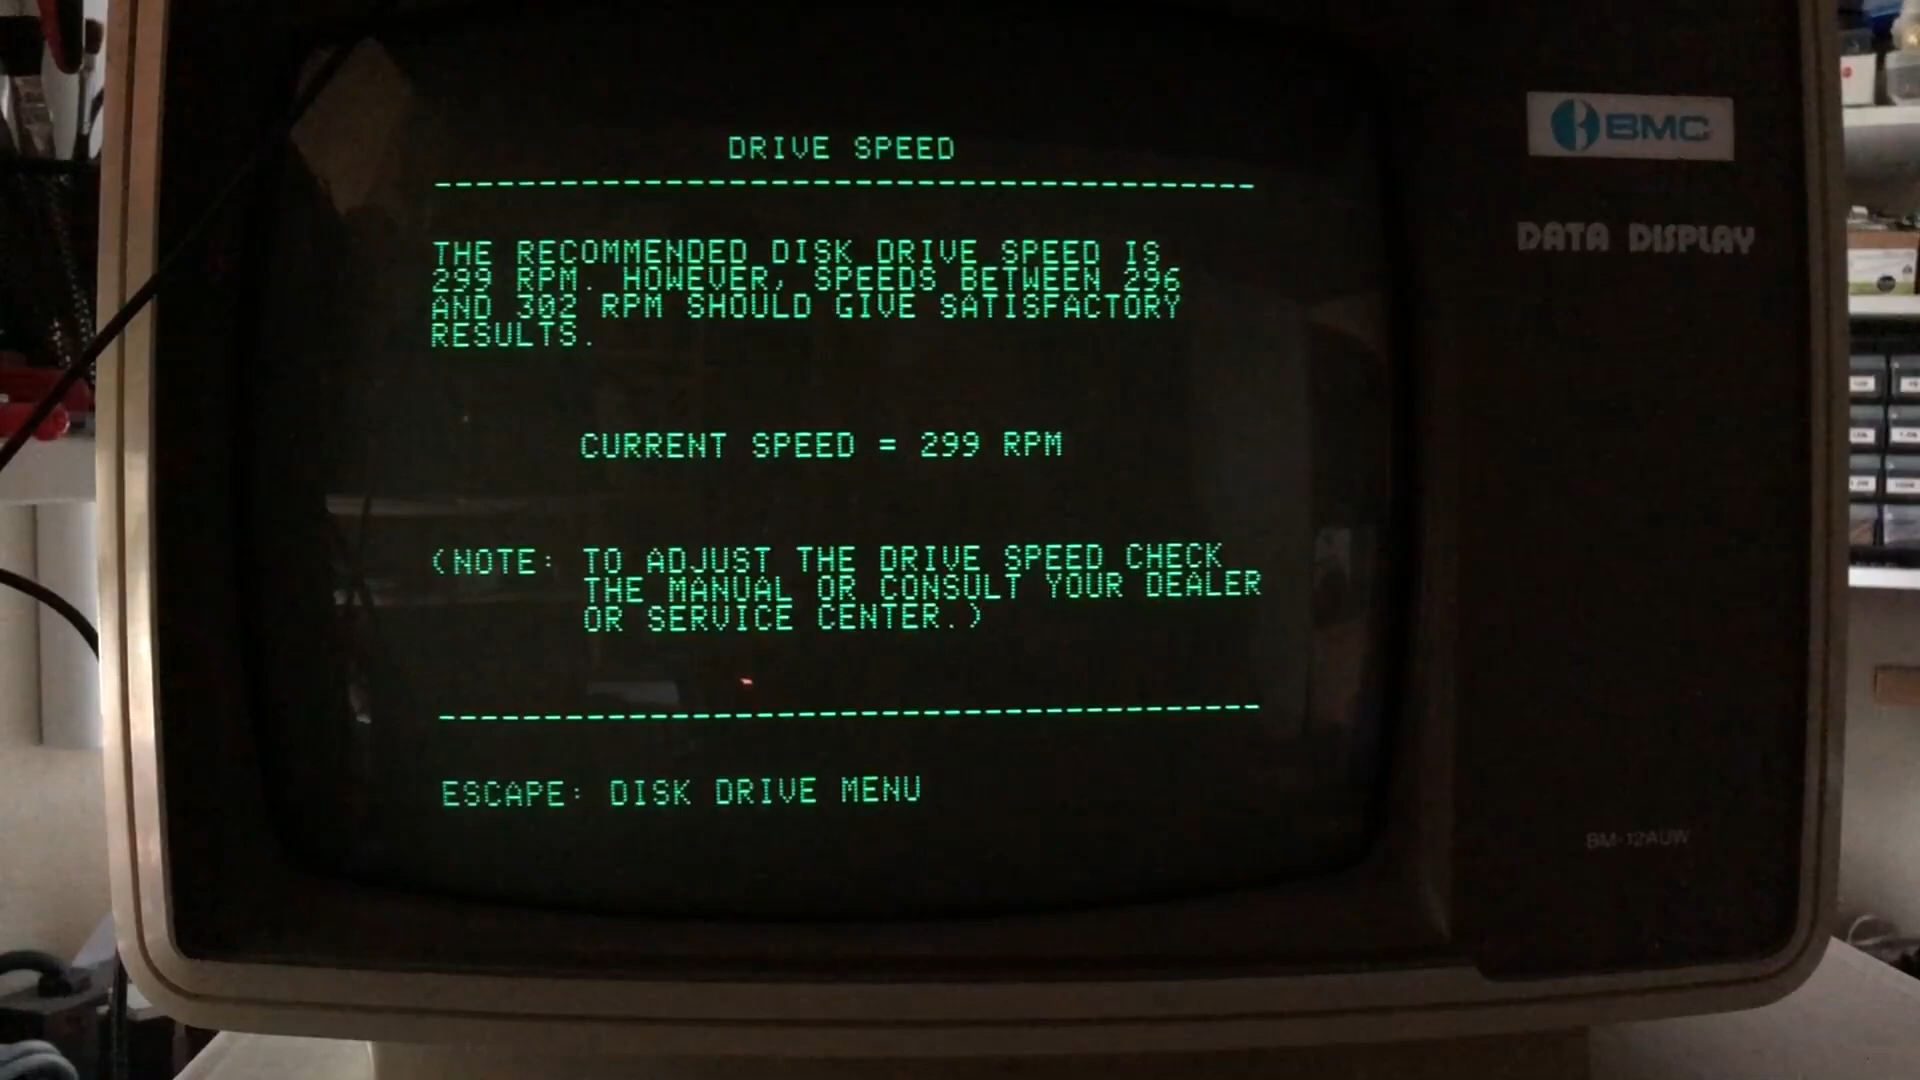 DRIVE SPEED
---------------------------------------
THE RECOMMENDED DISK DRIVE SPEED IS
299 RPM. HOWEVER, SPEEDS BETWEEN 296
AND 302 RPM SHOULD GIVE SATISFACTORY
RESULTS.
CURRENT SPEED = 299 RPM
(NOTE: TO ADJUST THE DRIVE SPEED CHECK
THE MANUAL OR CONSULT YOUR DEALER
OR SERVICE CENTER.)
---------------------------------------
ESCAPE: DISK DRIVE MENU
BMC
DATA DISPLAY
BM-12AUW